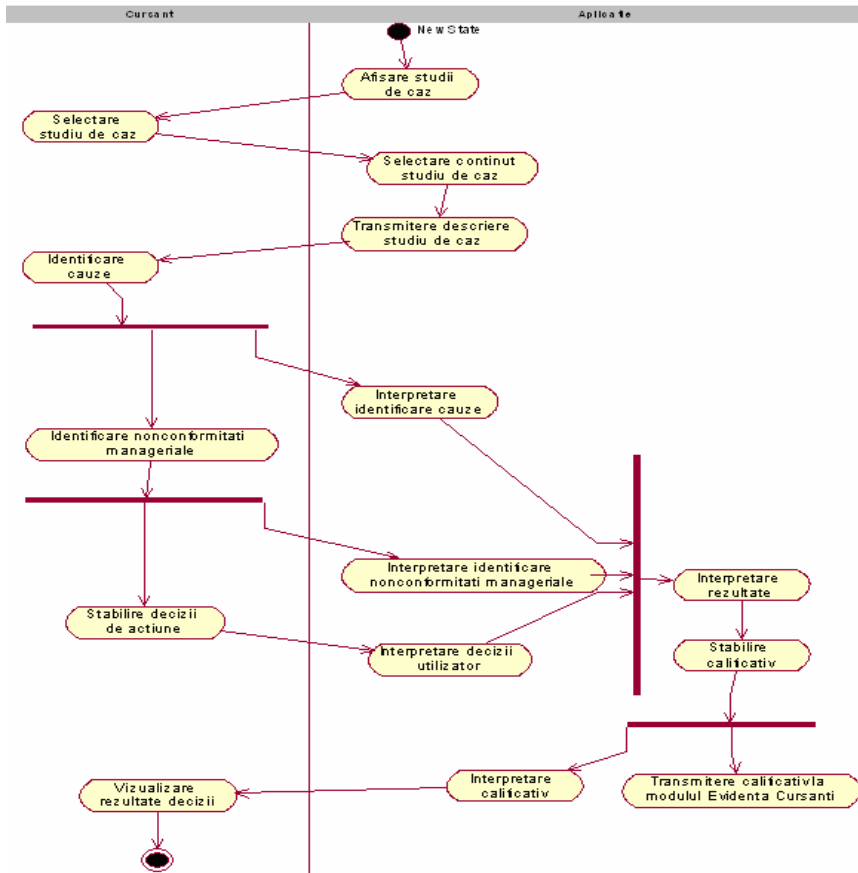 Cursant
Aplicatie
New State
Afisare studii
de caz
Selectare
studiu de caz
Selectare continut
studiu de caz
Transmitere descriere
studiu de caz
Identificare
cauze
Interpretare
identificare cauze
Identificare nonconformitati
manageriale
Interpretare identificare
nonconformitati manageriale
Interpretare
rezultate
Stabilire decizii
de actiune
Interpretare decizii
utilizator
Stabilire
calificativ
Vizualizare
rezultate decizii
Interpretare
calificativ
Transmitere calificativla
modulul Evidenta Cursanti